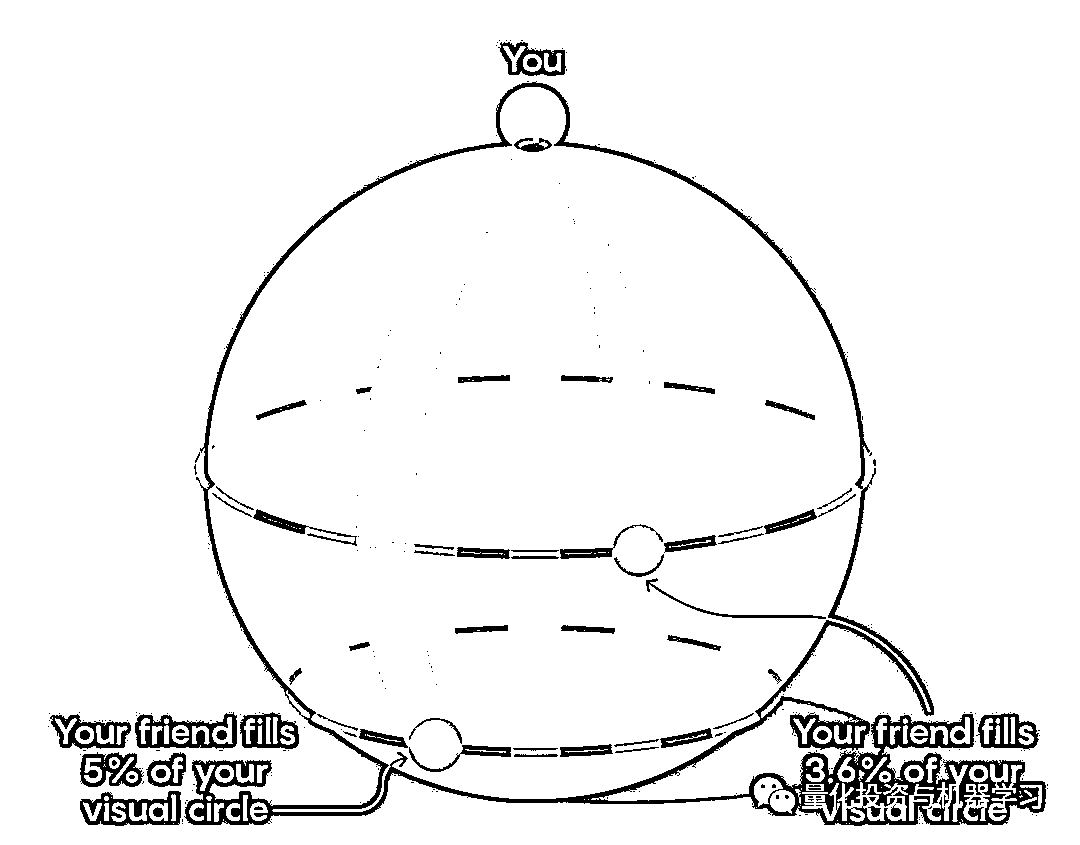 You
Your friend fills
5% of your
visual circle
Your friend fills
3.6% of your
visual circle
量化投资与机器学习